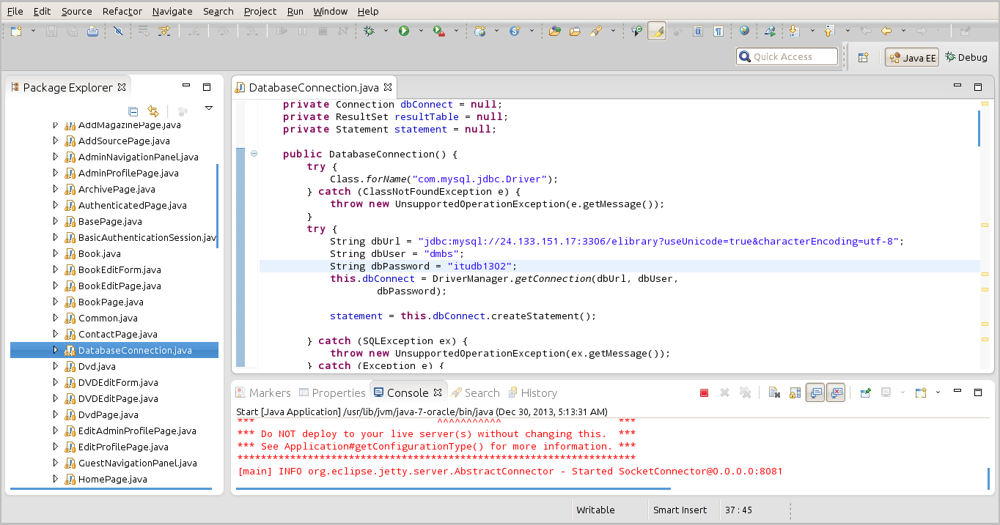 File Edit Source Refactor Navigate Search Project Run Window Help
Quick Access
Java EE
Debug
Package Explorer
AddMagazinePage.java
AddSourcePage.java
AdminNavigationPanel.java
AdminProfilePage.java
ArchivePage.java
AuthenticatedPage.java
BasePage.java
BasicAuthenticationSession.jav
Book.java
BookEditForm.java
BookEditPage.java
BookPage.java
Common.java
ContactPage.java
DatabaseConnection.java
Dvd.java
DVDEditForm.java
DVDEditPage.java
DvdPage.java
EditAdminProfilePage.java
EditProfilePage.java
GuestNavigationPanel.java
HomePage.java
DatabaseConnection.java
private Connection dbConnect = null;
private ResultSet resultTable = null;
private Statement statement = null;
public DatabaseConnection() {
try {
Class.forName("com.mysql.jdbc.Driver");
} catch (ClassNotFoundException e) {
throw new UnsupportedOperationException(e.getMessage());
}
try {
String dbUrl = "jdbc:mysql://24.133.151.17:3306/elibrary?useUnicode=true&characterEncoding=utf-8";
String dbUser = "dmbs";
String dbPassword = "itudb1302";
this.dbConnect = DriverManager.getConnection(dbUrl, dbUser,
dbPassword);
statement = this.dbConnect.createStatement();
} catch (SQLException ex) {
throw new UnsupportedOperationException(ex.getMessage());
} catch (Exception e) {
Markers Properties Console Search History
Start [Java Application] /usr/lib/jvm/java-7-oracle/bin/java (Dec 30, 2013, 5:13:31 AM)
*** ^^^^^^^^^^^ ***
*** Do NOT deploy to your live server(s) without changing this. ***
*** See Application#getConfigurationType() for more information. ***
********************************************************************
[main] INFO org.eclipse.jetty.server.AbstractConnector - Started SocketConnector@0.0.0.0:8081
Writable
Smart Insert
37 : 45